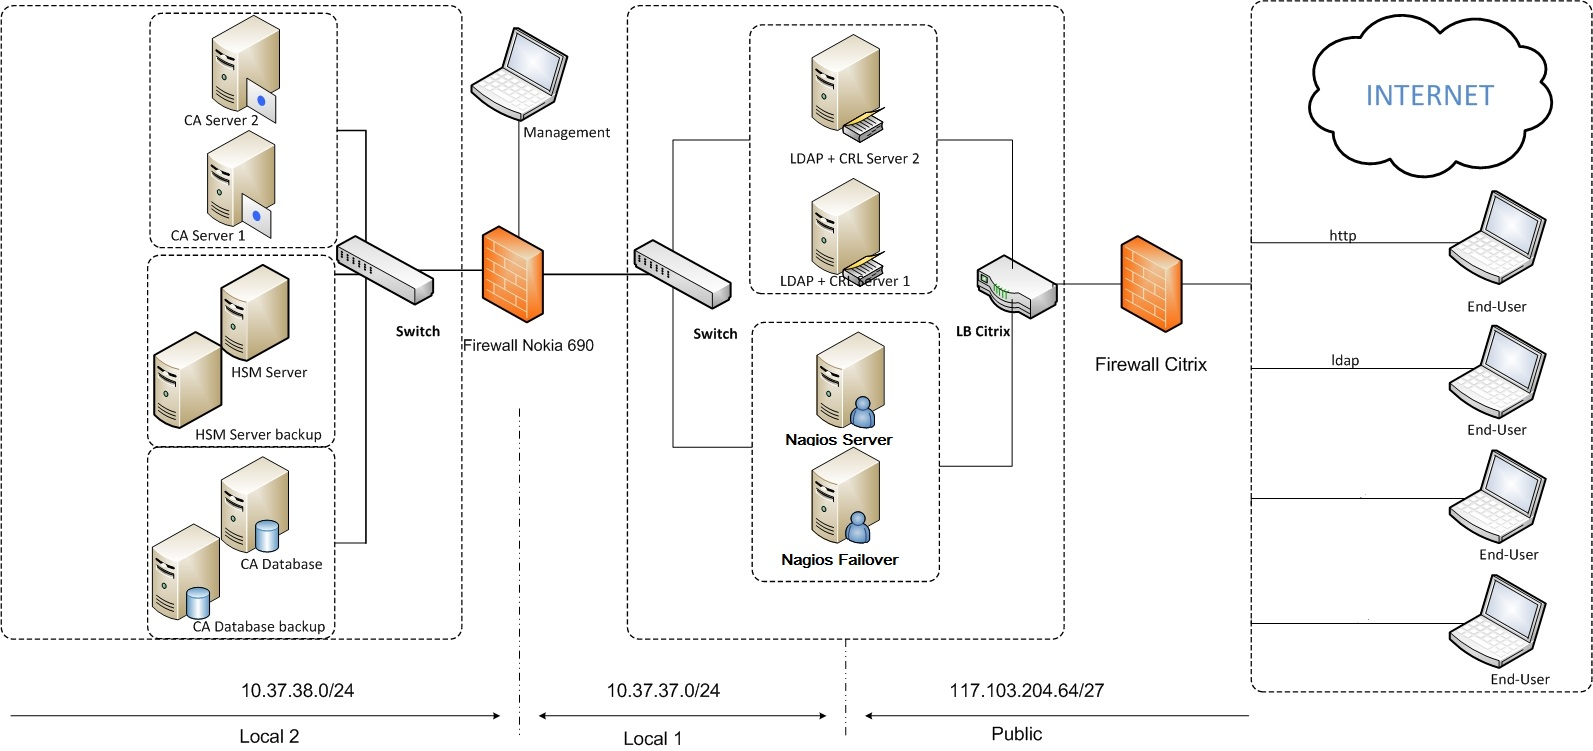 CA Server 2
CA Server 1
HSM Server
HSM Server backup
CA Database
CA Database backup
Switch
Management
Firewall Nokia 690
Switch
LDAP + CRL Server 2
LDAP + CRL Server 1
Nagios Server
Nagios Failover
LB Citrix
Firewall Citrix
INTERNET
http
End-User
ldap
End-User
End-User
End-User
10.37.38.0/24
10.37.37.0/24
117.103.204.64/27
Local 2
Local 1
Public